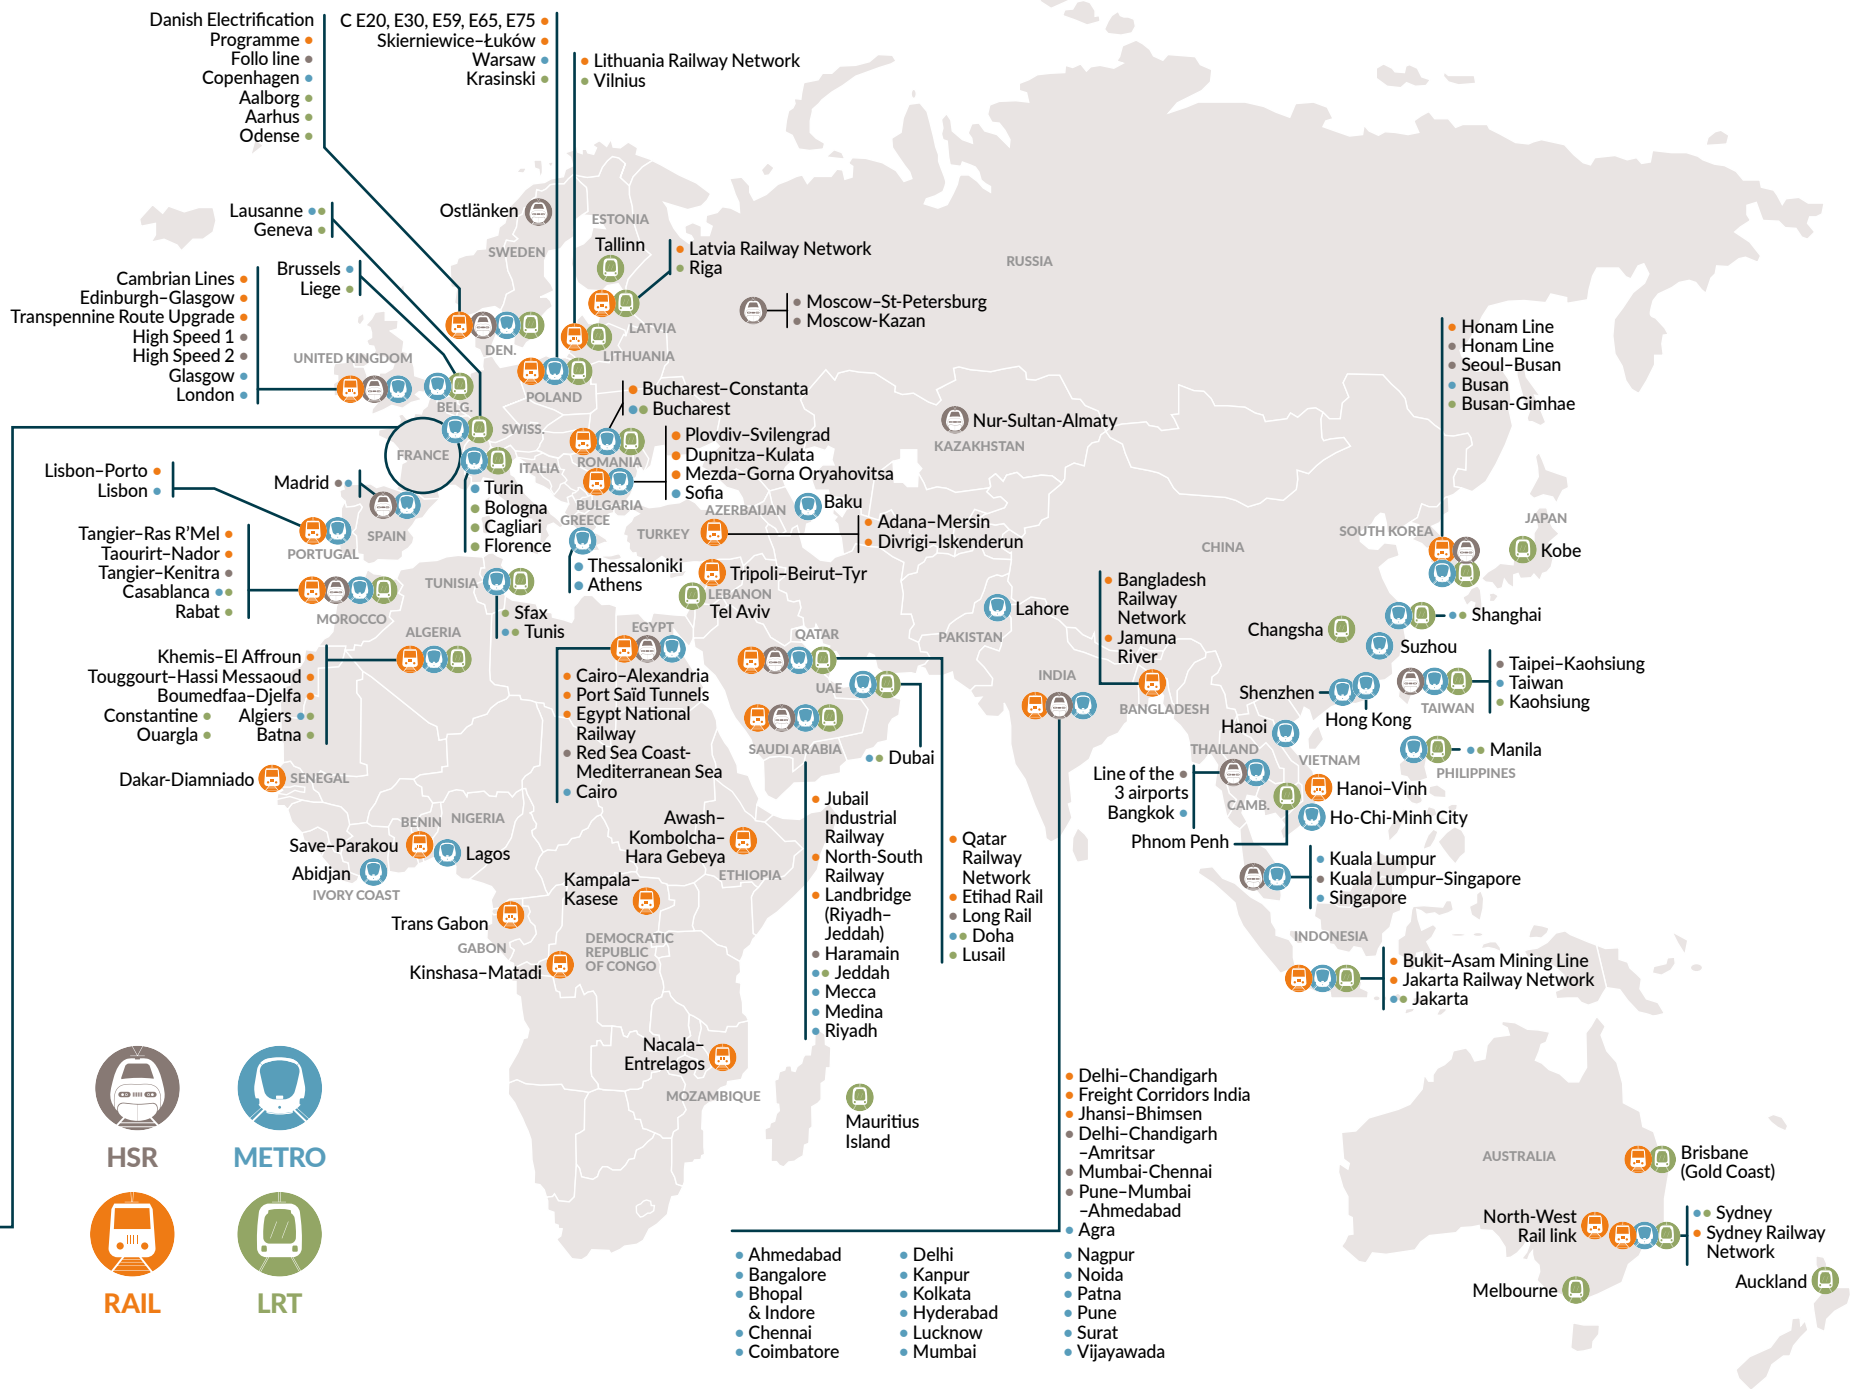 Danish Electrification
Programme
Follo line
Copenhagen
Aalborg
Aarhus
Odense
C E20, E30, E59, E65, E75
Skierniewice–Łuków
Warsaw
Krasinski
Lithuania Railway Network
Vilnius
Lausanne
Geneva
Brussels
Liege
Ostlänken
SWEDEN
ESTONIA
Tallinn
Latvia Railway Network
Riga
RUSSIA
Moscow–St-Petersburg
Moscow-Kazan
Cambrian Lines
Edinburgh–Glasgow
Transpennine Route Upgrade
High Speed 1
High Speed 2
Glasgow
London
UNITED KINGDOM
DEN.
LATVIA
LITHUANIA
POLAND
BELG.
SWISS.
FRANCE
ITALIA
Bucharest–Constanta
Bucharest
ROMANIA
Plovdiv–Svilengrad
Dupnitza–Kulata
Mezda–Gorna Oryahovitsa
Sofia
BULGARIA
Nur-Sultan-Almaty
KAZAKHSTAN
Honam Line
Honam Line
Seoul–Busan
Busan
Busan-Gimhae
Lisbon–Porto
Lisbon
PORTUGAL
Madrid
SPAIN
Turin
Bologna
Cagliari
Florence
GREECE
Thessaloniki
Athens
AZERBAIJAN
Baku
TURKEY
Adana–Mersin
Divrigi–Iskenderun
Tripoli–Beirut–Tyr
LEBANON
Tel Aviv
CHINA
SOUTH KOREA
JAPAN
Kobe
Tangier–Ras R’Mel
Taourirt–Nador
Tangier–Kenitra
Casablanca
Rabat
MOROCCO
TUNISIA
Sfax
Tunis
ALGERIA
Khemis–El Affroun
Touggourt–Hassi Messaoud
Boumedfaa–Djelfa
Constantine
Algiers
Ouargla
Batna
EGYPT
Cairo–Alexandria
Port Saïd Tunnels
Egypt National
Railway
Red Sea Coast-
Mediterranean Sea
Cairo
QATAR
UAE
SAUDI ARABIA
Dubai
Lahore
PAKISTAN
INDIA
Bangladesh
Railway
Network
Jamuna
River
BANGLADESH
Changsha
Shanghai
Suzhou
Shenzhen
Hong Kong
Taipei–Kaohsiung
Taiwan
Kaohsiung
TAIWAN
Hanoi
THAILAND
VIETNAM
Manila
PHILIPPINES
Line of the
3 airports
Bangkok
CAMB.
Hanoi–Vinh
Ho-Chi-Minh City
Phnom Penh
Kuala Lumpur
Kuala Lumpur–Singapore
Singapore
INDONESIA
Bukit–Asam Mining Line
Jakarta Railway Network
Jakarta
Dakar-Diamniado
SENEGAL
BENIN
NIGERIA
Save–Parakou
Lagos
Abidjan
IVORY COAST
Awash–
Kombolcha–
Hara Gebeya
ETHIOPIA
Kampala–
Kasese
Trans Gabon
GABON
DEMOCRATIC
REPUBLIC
OF CONGO
Kinshasa–Matadi
Nacala–
Entrelagos
MOZAMBIQUE
Mauritius
Island
Jubail
Industrial
Railway
North-South
Railway
Landbridge
(Riyadh–
Jeddah)
Haramain
Jeddah
Mecca
Medina
Riyadh
Qatar
Railway
Network
Etihad Rail
Long Rail
Doha
Lusail
Delhi–Chandigarh
Freight Corridors India
Jhansi–Bhimsen
Delhi–Chandigarh
–Amritsar
Mumbai-Chennai
Pune–Mumbai
–Ahmedabad
Agra
Ahmedabad
Bangalore
Bhopal
& Indore
Chennai
Coimbatore
Delhi
Kanpur
Kolkata
Hyderabad
Lucknow
Mumbai
Nagpur
Noida
Patna
Pune
Surat
Vijayawada
AUSTRALIA
Brisbane
(Gold Coast)
North-West
Rail link
Sydney
Sydney Railway
Network
Melbourne
Auckland
HSR
METRO
RAIL
LRT